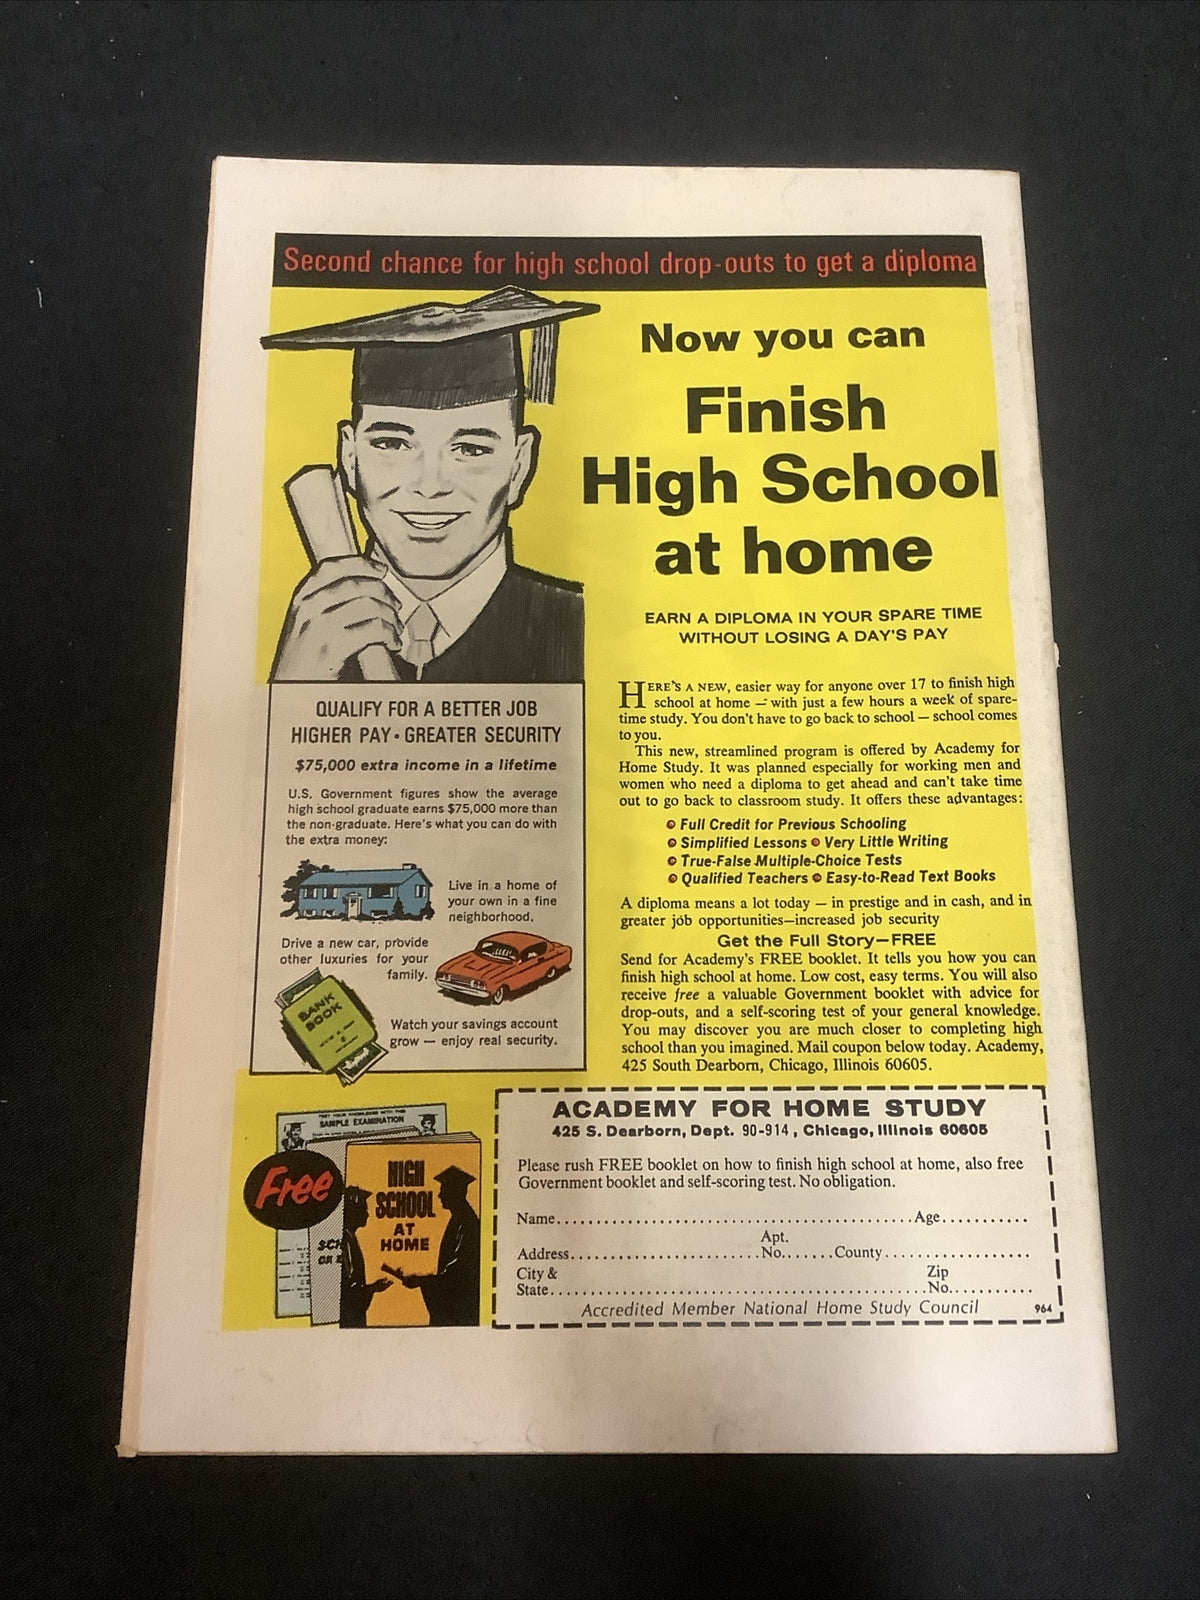 Second chance for high school drop-outs to get a diploma
Now you can
Finish
High School
at home
EARN A DIPLOMA IN YOUR SPARE TIME
WITHOUT LOSING A DAY'S PAY
QUALIFY FOR A BETTER JOB
HIGHER PAY • GREATER SECURITY
$75,000 extra income in a lifetime
U.S. Government figures show the average
high school graduate earns $75,000 more than
the non-graduate. Here's what you can do with
the extra money:
Live in a home of
your own in a fine
neighborhood.
Drive a new car, provide
other luxuries for your
family.
BANK
BOOK
Watch your savings account
grow — enjoy real security.
HERE'S A NEW, easier way for anyone over 17 to finish high
school at home — with just a few hours a week of spare-
time study. You don't have to go back to school — school comes
to you.
This new, streamlined program is offered by Academy for
Home Study. It was planned especially for working men and
women who need a diploma to get ahead and can't take time
out to go back to classroom study. It offers these advantages:
• Full Credit for Previous Schooling
• Simplified Lessons • Very Little Writing
• True-False Multiple-Choice Tests
• Qualified Teachers • Easy-to-Read Text Books
A diploma means a lot today — in prestige and in cash, and in
greater job opportunities—increased job security
Get the Full Story—FREE
Send for Academy's FREE booklet. It tells you how you can
finish high school at home. Low cost, easy terms. You will also
receive free a valuable Government booklet with advice for
drop-outs, and a self-scoring test of your general knowledge.
You may discover you are much closer to completing high
school than you imagined. Mail coupon below today. Academy,
425 South Dearborn, Chicago, Illinois 60605.
TEST YOUR KNOWLEDGE WITH THIS
SAMPLE EXAMINATION
Free
HIGH
SCHOOL
AT
HOME
SCH
OR
ACADEMY FOR HOME STUDY
425 S. Dearborn, Dept. 90-914, Chicago, Illinois 60605
Please rush FREE booklet on how to finish high school at home, also free
Government booklet and self-scoring test. No obligation.
Name.........................................Age..........
Apt.
Address......................No......County...............
City & Zip
State.........................................No..........
Accredited Member National Home Study Council 964